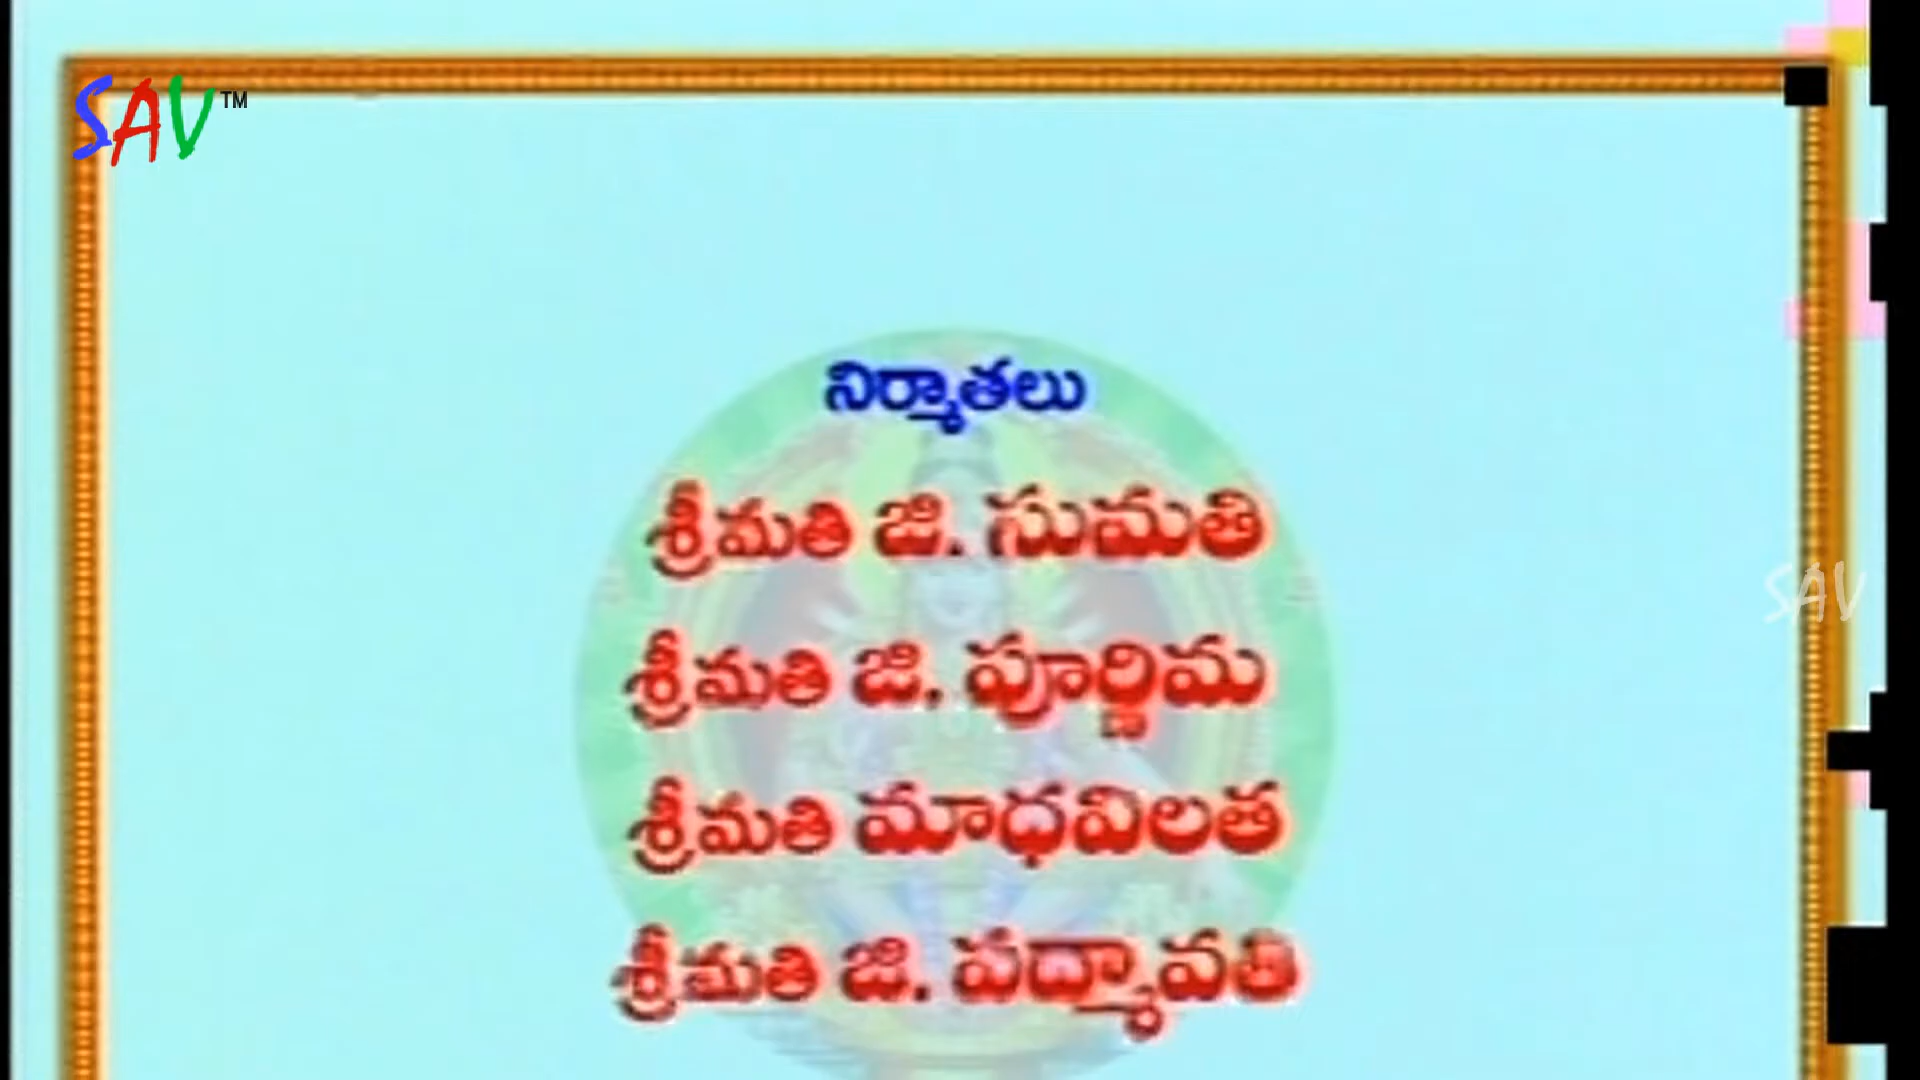 SAV™
నిర్మాతలు
శ్రీమతి జి. సుమతి
శ్రీమతి జి. పూర్ణిమ
SAV
శ్రీమతి మాధవిలత
శ్రీమతి జి. పద్మావతి